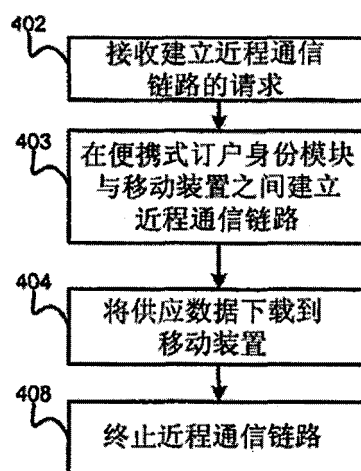 402
接收建立近程通信
链路的请求
403
在便携式订户身份模块
与移动装置之间建立
近程通信链路
404
将供应数据下载到
移动装置
408
终止近程通信链路